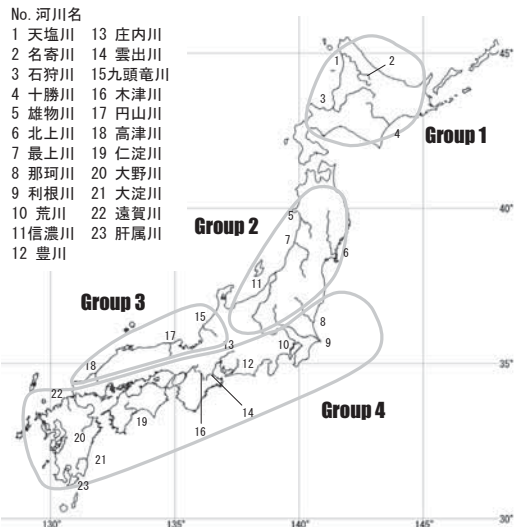 No. 河川名
1 天塩川 13 庄内川
2 名寄川 14 雲出川
3 石狩川 15九頭竜川
4 十勝川 16 木津川
5 雄物川 17 円山川
6 北上川 18 高津川
7 最上川 19 仁淀川
8 那珂川 20 大野川
9 利根川 21 大淀川
10 荒川 22 遠賀川
11信濃川 23 肝属川
12 豊川
1
2
45°
3
4
Group 1
40°
5
Group 2
7
6
11
Group 3
15
8
17
13
10
9
35°
18
12
22
14
Group 4
19
16
20
21
23
30°
130°
135°
140°
145°